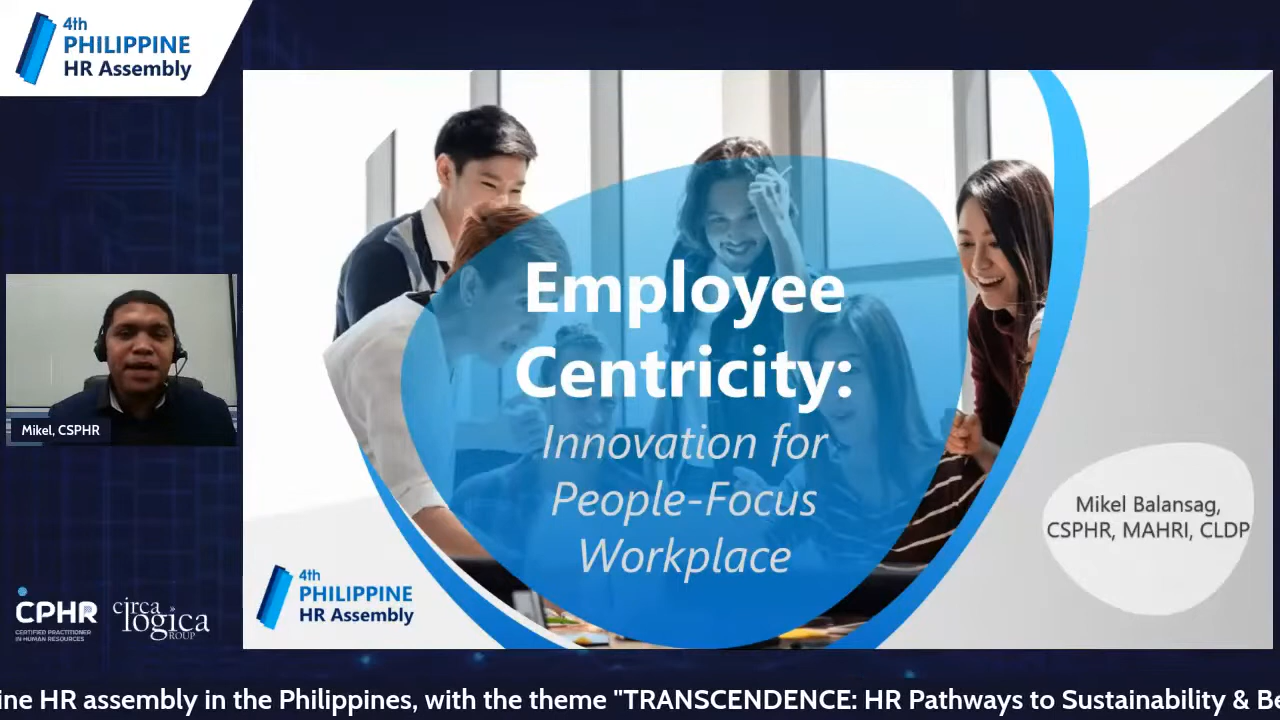 4th
PHILIPPINE
HR Assembly
Employee
Centricity:
Innovation for
People-Focus
Workplace
Mikel Balansag,
CSPHR, MAHRI, CLDP
4th
PHILIPPINE
HR Assembly
Mikel, CSPHR
CPHR
CERTIFIED PRACTITIONER
IN HUMAN RESOURCES
circa
logica
GROUP
HR assembly in the Philippines, with the theme "TRANSCENDENCE: HR Pathways to Sustainability &